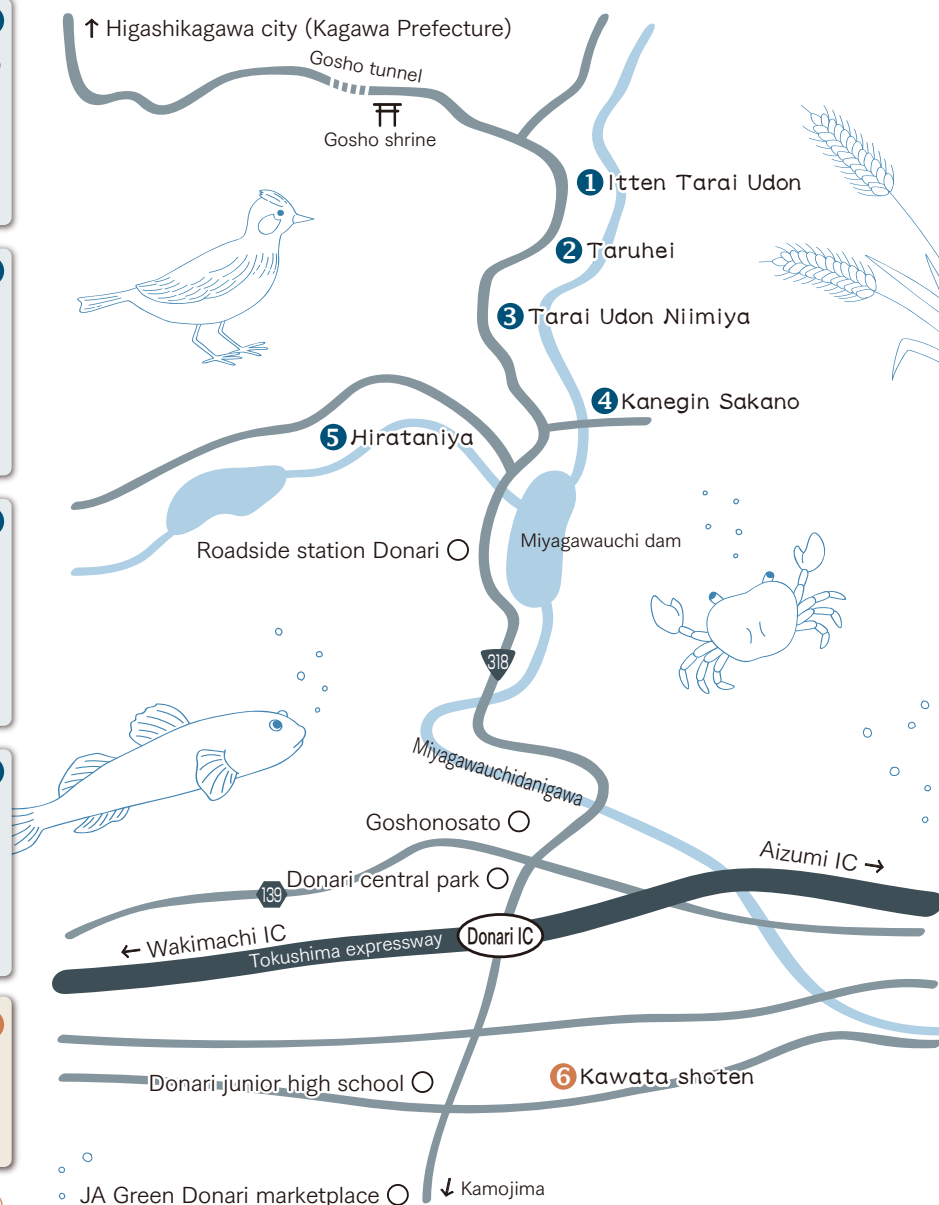 ↑ Higashikagawa city (Kagawa Prefecture)
Gosho tunnel
Gosho shrine
1 Itten Tarai Udon
2 Taruhei
3 Tarai Udon Niimiya
4 Kanegin Sakano
5 Hirataniya
Roadside station Donari
Miyagawauchi dam
318
Miyagawauchidanigawa
Goshonosato
Aizumi IC →
139
Donari central park
← Wakimachi IC
Tokushima expressway
Donari IC
Donari junior high school
6 Kawata shoten
JA Green Donari marketplace
↓ Kamojima